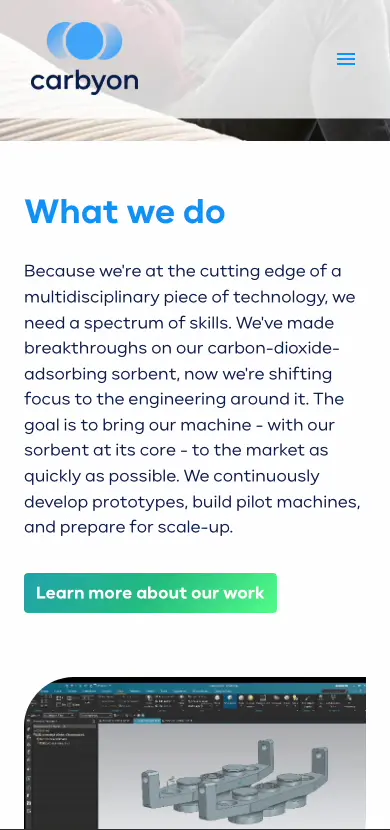 carbyon
What we do
Because we're at the cutting edge of a
multidisciplinary piece of technology, we
need a spectrum of skills. We've made
breakthroughs on our carbon-dioxide-
adsorbing sorbent, now we're shifting
focus to the engineering around it. The
goal is to bring our machine - with our
sorbent at its core - to the market as
quickly as possible. We continuously
develop prototypes, build pilot machines,
and prepare for scale-up.
Learn more about our work